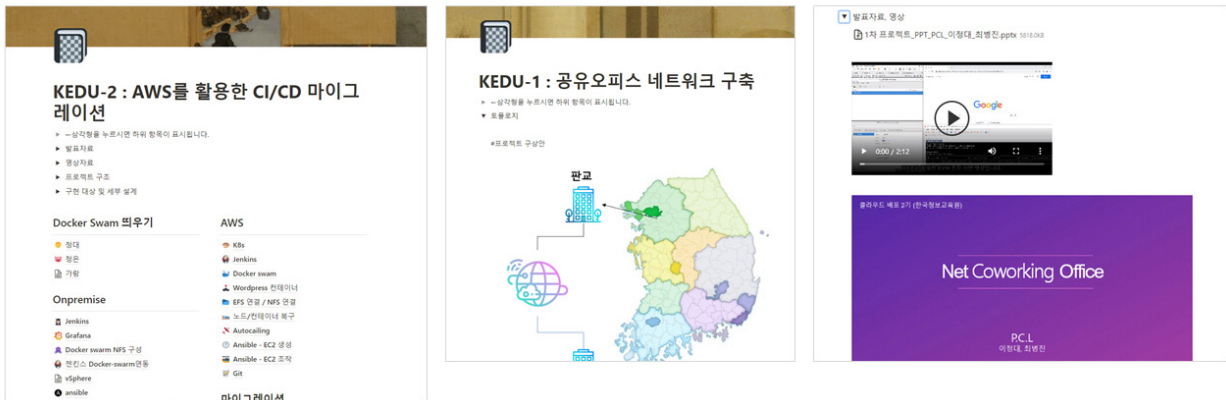 KEDU-2 : AWS를 활용한 CI/CD 마이그
레이션
▶ ←삼각형을 누르시면 하위 항목이 표시됩니다.
▶ 발표자료
▶ 영상자료
▶ 프로젝트 구조
▶ 구현 대상 및 세부 설계
Docker Swam 띄우기
정대
정은
가람
Onpremise
Jenkins
Grafana
Docker swarm NFS 구성
젠킨스 Docker-swarm연동
vSphere
ansible
AWS
K8s
Jenkins
Docker swam
Wordpress 컨테이너
EFS 연결 / NFS 연결
노드/컨테이너 복구
Autocailing
Ansible - EC2 생성
Ansible - EC2 조작
Git
마이그레이션
KEDU-1 : 공유오피스 네트워크 구축
▶ ←삼각형을 누르시면 하위 항목이 표시됩니다.
▼ 토폴로지
#프로젝트 구상안
판교
▼ 발표자료, 영상
1차 프로젝트_PPT_PCL_이정대_최병진.pptx 5818.0KB
Google
0:00 / 2:12
클라우드 배포 2기 (한국정보교육원)
Net Coworking Office
P.C.L
이정대, 최병진